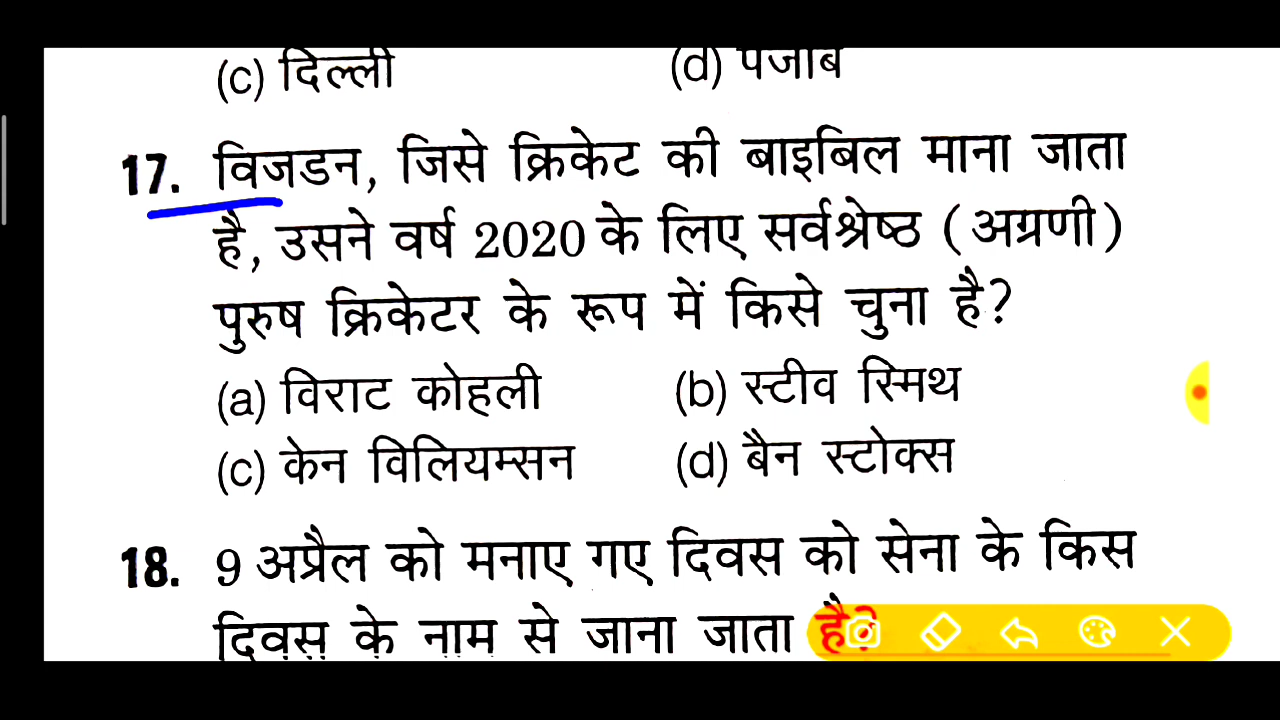 (c) दिल्ली (d) पंजाब
17. विजडन, जिसे क्रिकेट की बाइबिल माना जाता
है, उसने वर्ष 2020 के लिए सर्वश्रेष्ठ (अग्रणी)
पुरुष क्रिकेटर के रूप में किसे चुना है?
(a) विराट कोहली (b) स्टीव स्मिथ
(c) केन विलियम्सन (d) बैन स्टोक्स
18. 9 अप्रैल को मनाए गए दिवस को सेना के किस
दिवस के नाम से जाना जाता है?